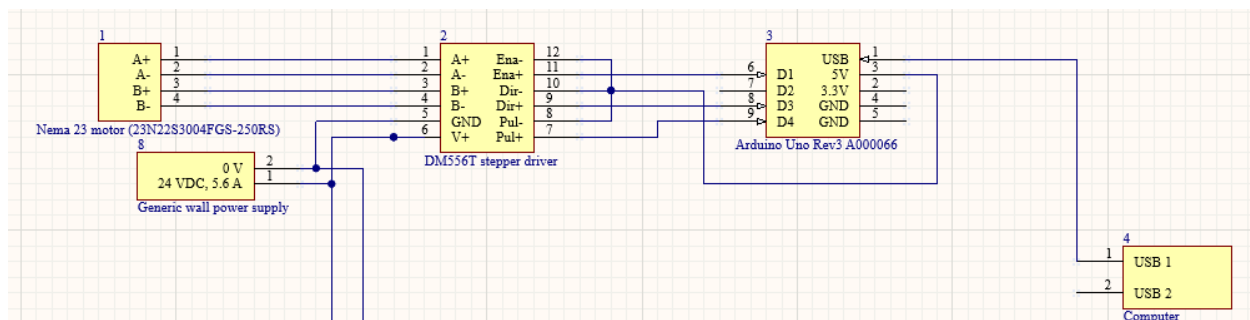 1
A+ 1
A- 2
B+ 3
B- 4
Nema 23 motor (23N22S3004FGS-250RS)
2
1 A+ Ena- 12
2 A- Ena+ 11
3 B+ Dir- 10
4 B- Dir+ 9
5 GND Pul- 8
6 V+ Pul+ 7
DM556T stepper driver
3
USB 1
6 D1 5V 3
7 D2 3.3V 2
8 D3 GND 4
9 D4 GND 5
Arduino Uno Rev3 A000066
8
0 V 2
24 VDC, 5.6 A 1
Generic wall power supply
4
1 USB 1
2 USB 2
Computer